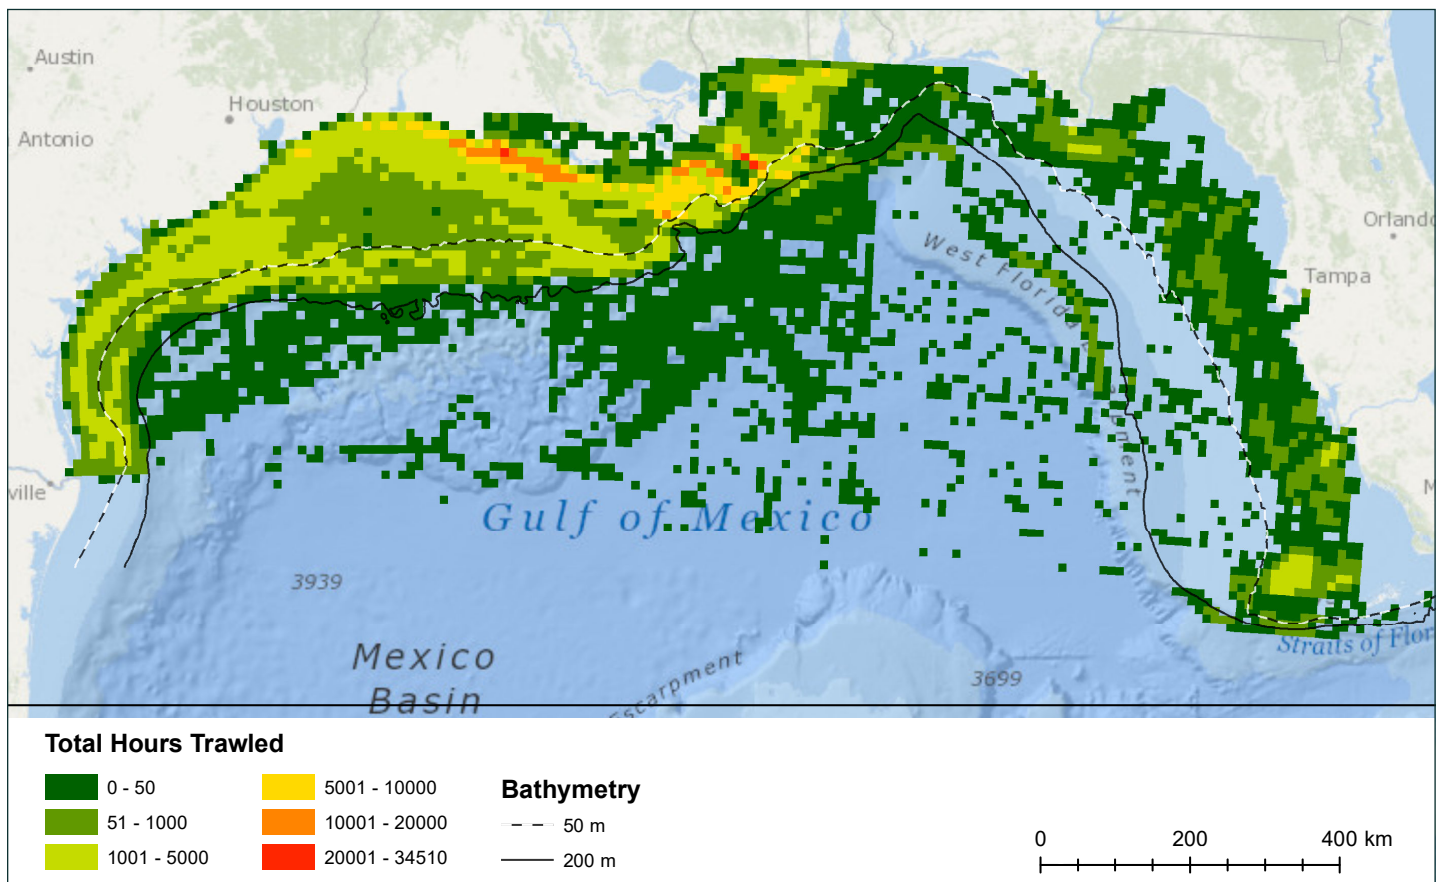 Austin
Houston
Antonio
Orlando
Tampa
West Florida
ville
M
Gulf of Mexico
3939
Mexico
Basin
Escarpment
3699
Straits of Flor
Total Hours Trawled
0 - 50
51 - 1000
1001 - 5000
5001 - 10000
10001 - 20000
20001 - 34510
Bathymetry
50 m
200 m
0 200 400 km